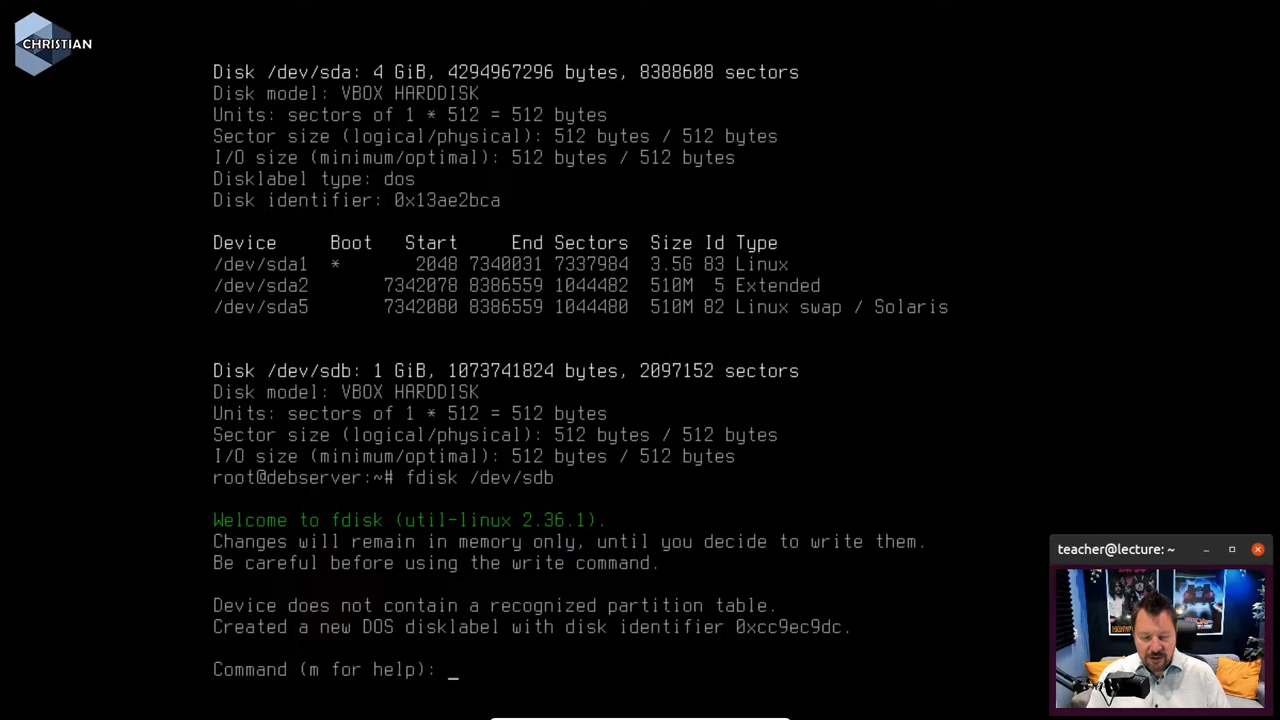 CHRISTIAN
Disk /dev/sda: 4 GiB, 4294967296 bytes, 8388608 sectors
Disk model: VBOX HARDDISK
Units: sectors of 1 * 512 = 512 bytes
Sector size (logical/physical): 512 bytes / 512 bytes
I/O size (minimum/optimal): 512 bytes / 512 bytes
Disklabel type: dos
Disk identifier: 0x13ae2bca
Device Boot Start End Sectors Size Id Type
/dev/sda1 * 2048 7340031 7337984 3.5G 83 Linux
/dev/sda2 7342078 8386559 1044482 510M 5 Extended
/dev/sda5 7342080 8386559 1044480 510M 82 Linux swap / Solaris
Disk /dev/sdb: 1 GiB, 1073741824 bytes, 2097152 sectors
Disk model: VBOX HARDDISK
Units: sectors of 1 * 512 = 512 bytes
Sector size (logical/physical): 512 bytes / 512 bytes
I/O size (minimum/optimal): 512 bytes / 512 bytes
root@debserver:~# fdisk /dev/sdb
Welcome to fdisk (util-linux 2.36.1).
Changes will remain in memory only, until you decide to write them.
Be careful before using the write command.
Device does not contain a recognized partition table.
Created a new DOS disklabel with disk identifier 0xcc9ec9dc.
Command (m for help): _
teacher@lecture: ~